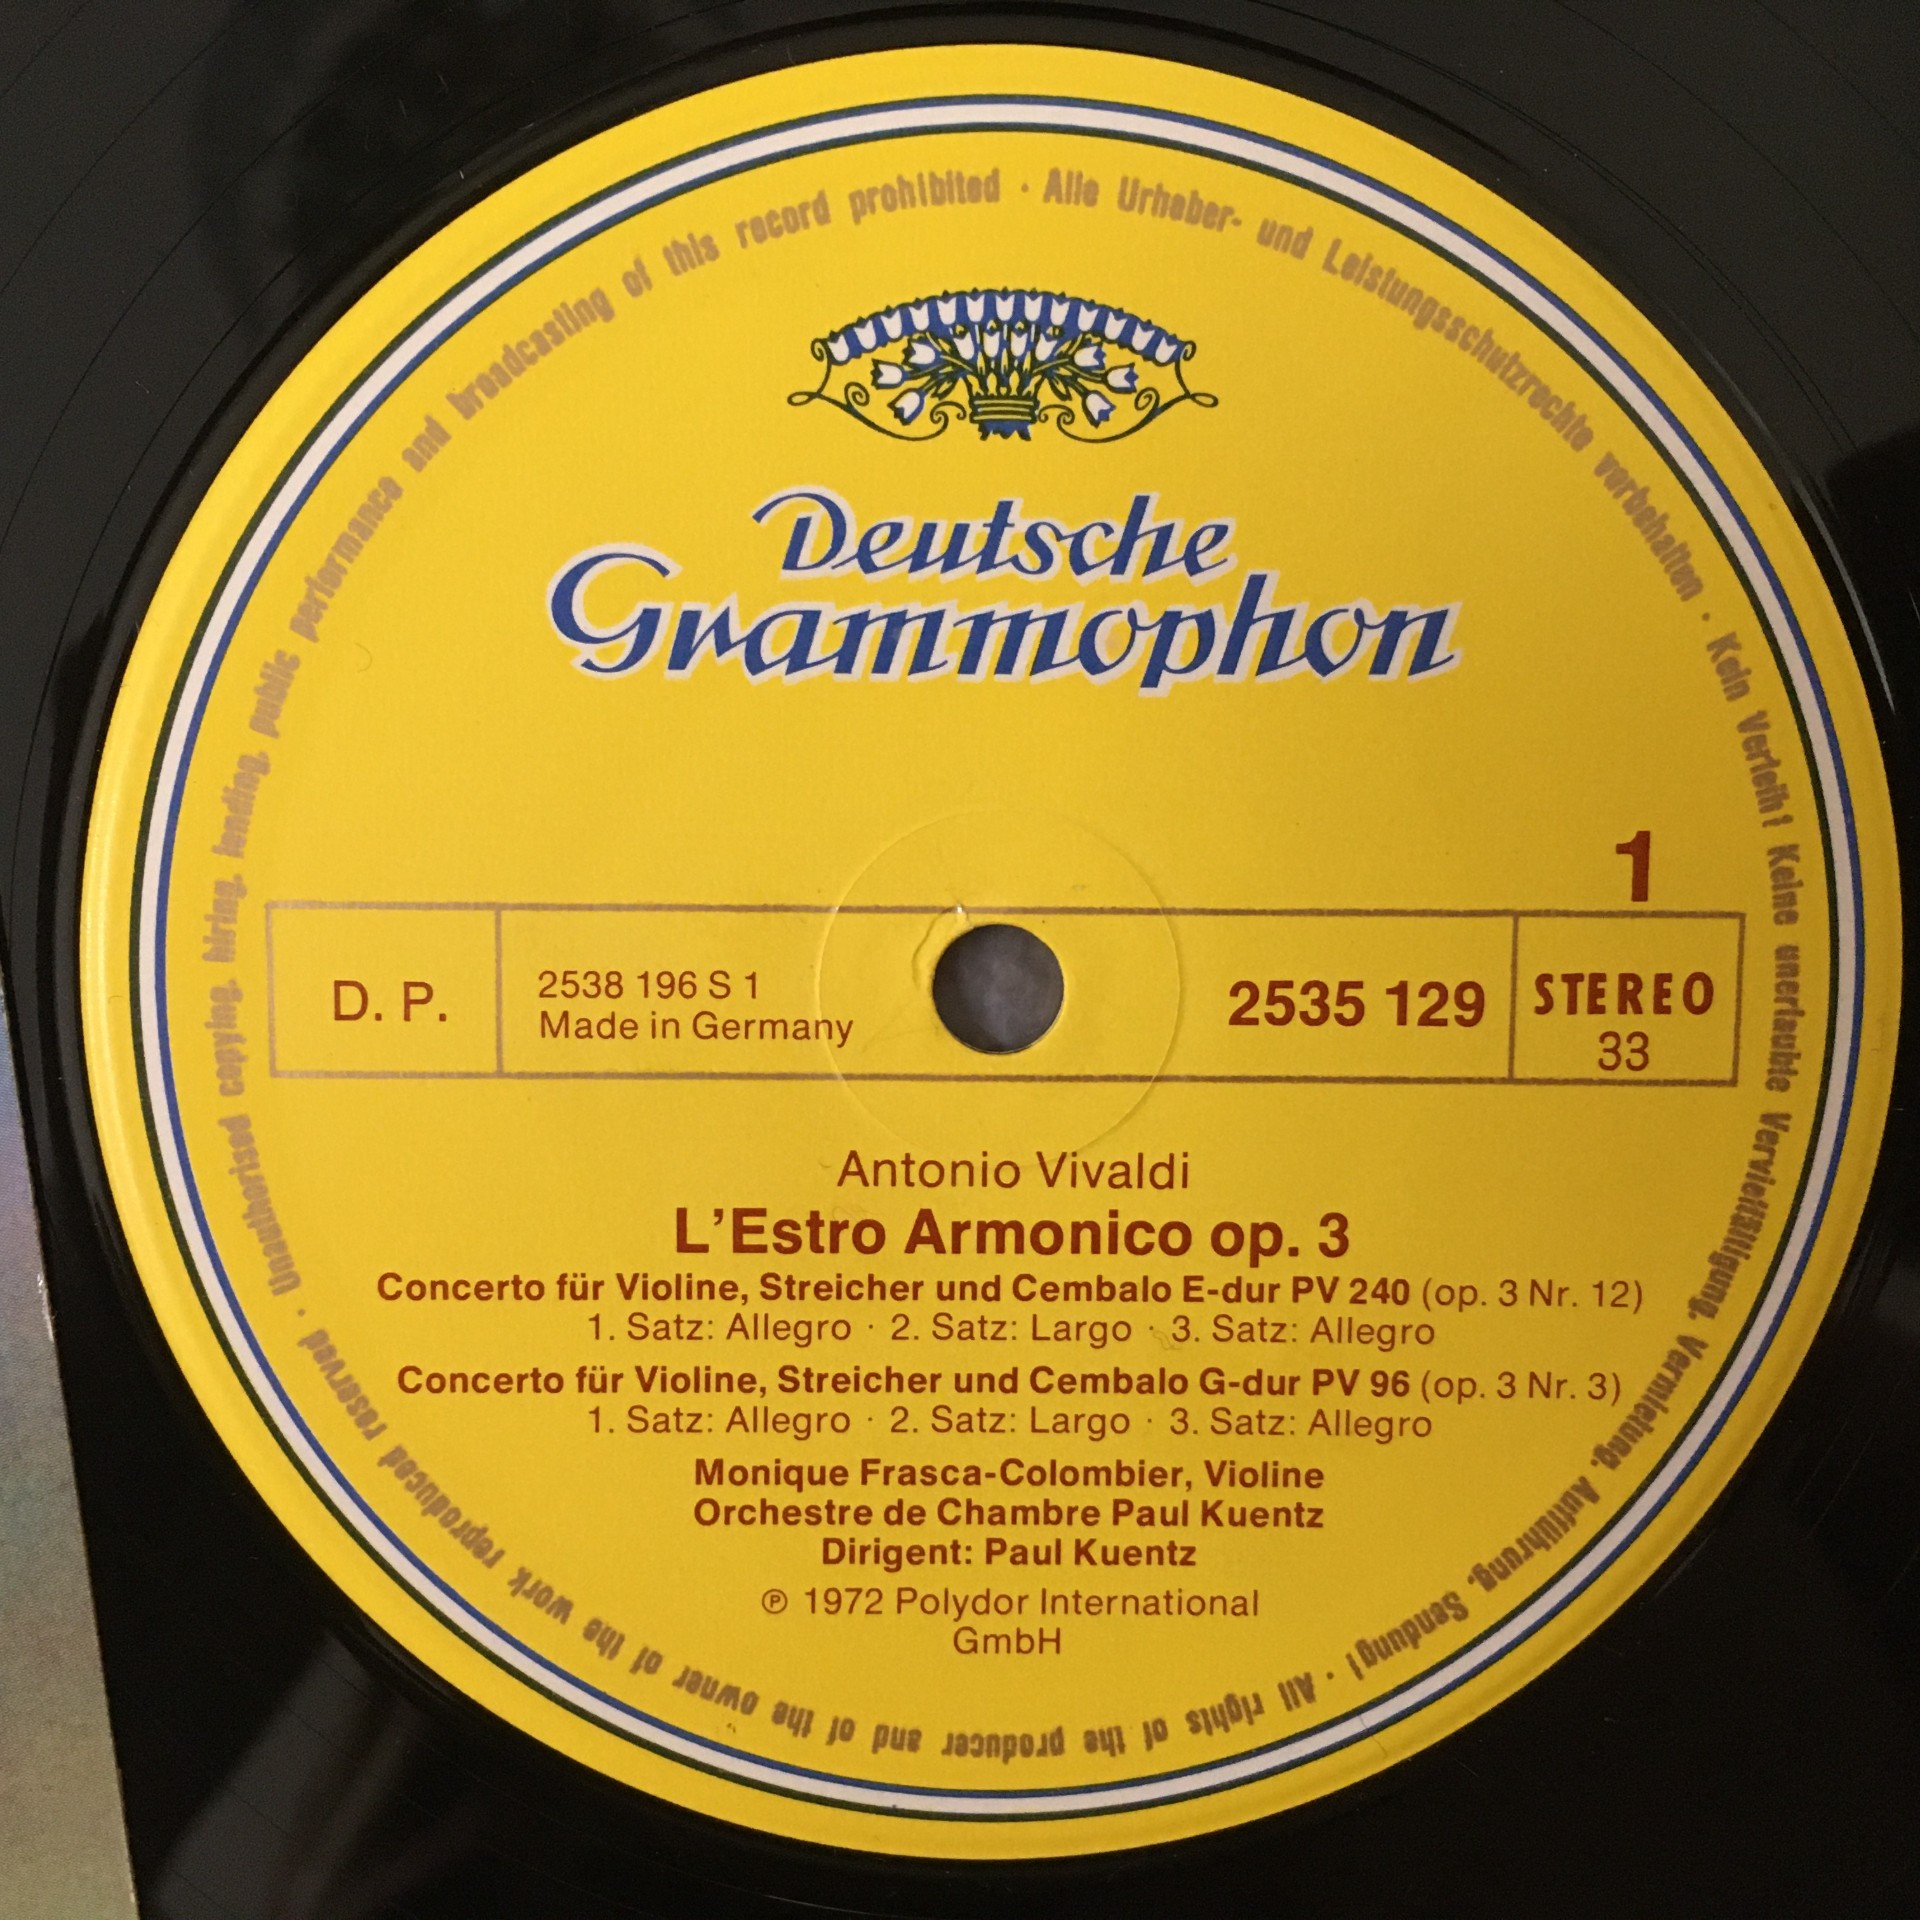 Deutsche
Grammophon
1
D. P.
2538 196 S 1
Made in Germany
2535 129
STEREO
33
Antonio Vivaldi
L'Estro Armonico op. 3
Concerto für Violine, Streicher und Cembalo E-dur PV 240 (op. 3 Nr. 12)
1. Satz: Allegro · 2. Satz: Largo · 3. Satz: Allegro
Concerto für Violine, Streicher und Cembalo G-dur PV 96 (op. 3 Nr. 3)
1. Satz: Allegro · 2. Satz: Largo · 3. Satz: Allegro
Monique Frasca-Colombier, Violine
Orchestre de Chambre Paul Kuentz
Dirigent: Paul Kuentz
℗ 1972 Polydor International
GmbH
Alle Urheber- und Leistungsschutzrechte vorbehalten · Kein Verleih! Keine unerlaubte Vervielfältigung, Vermietung, Aufführung, Sendung! · All rights of the producer and of the owner of the work reproduced reserved · Unauthorised copying, hiring, lending, public performance and broadcasting of this record prohibited ·